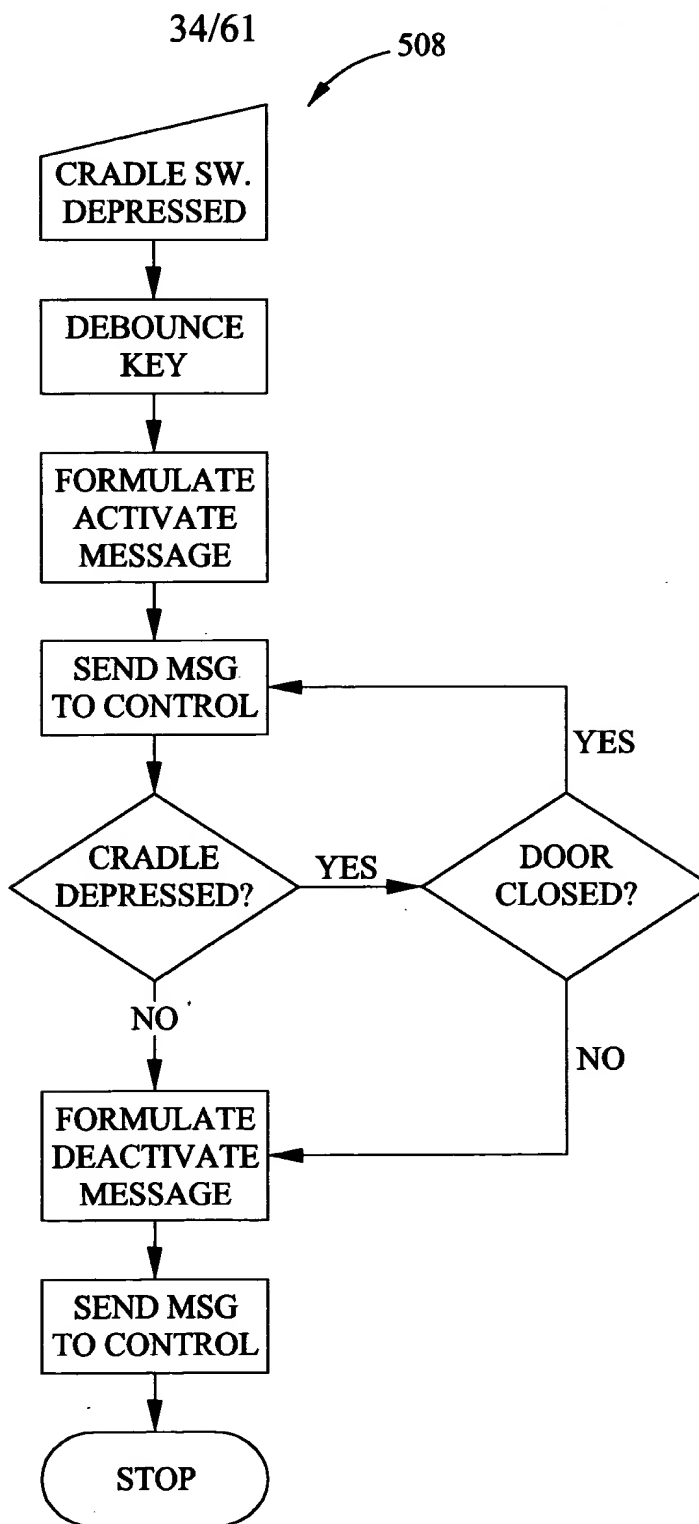 34/61
508
CRADLE SW.
DEPRESSED
DEBOUNCE
KEY
FORMULATE
ACTIVATE
MESSAGE
SEND MSG
TO CONTROL
YES
CRADLE
DEPRESSED?
YES
DOOR
CLOSED?
NO
NO
FORMULATE
DEACTIVATE
MESSAGE
SEND MSG
TO CONTROL
STOP